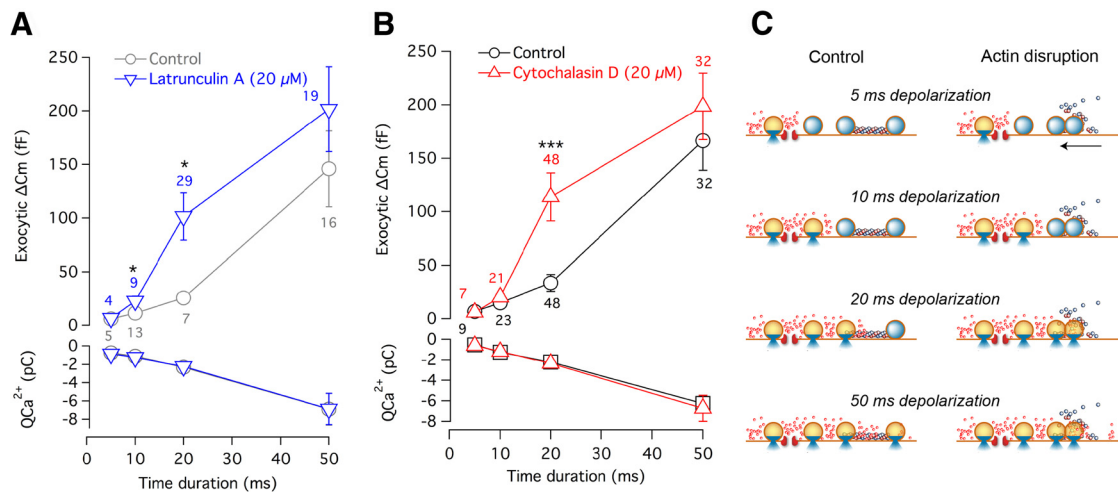 A
Control
Latrunculin A (20 µM)
Exocytic ΔCm (fF)
250
200
150
100
50
0
4
5
*
9
13
*
29
7
19
16
QCa2+ (pC)
0
-2
-4
-6
-8
0
10
20
30
40
50
Time duration (ms)
B
Control
Cytochalasin D (20 µM)
Exocytic ΔCm (fF)
250
200
150
100
50
0
7
9
21
23
***
48
48
32
32
QCa2+ (pC)
0
-2
-4
-6
-8
0
10
20
30
40
50
Time duration (ms)
C
Control
Actin disruption
5 ms depolarization
10 ms depolarization
20 ms depolarization
50 ms depolarization